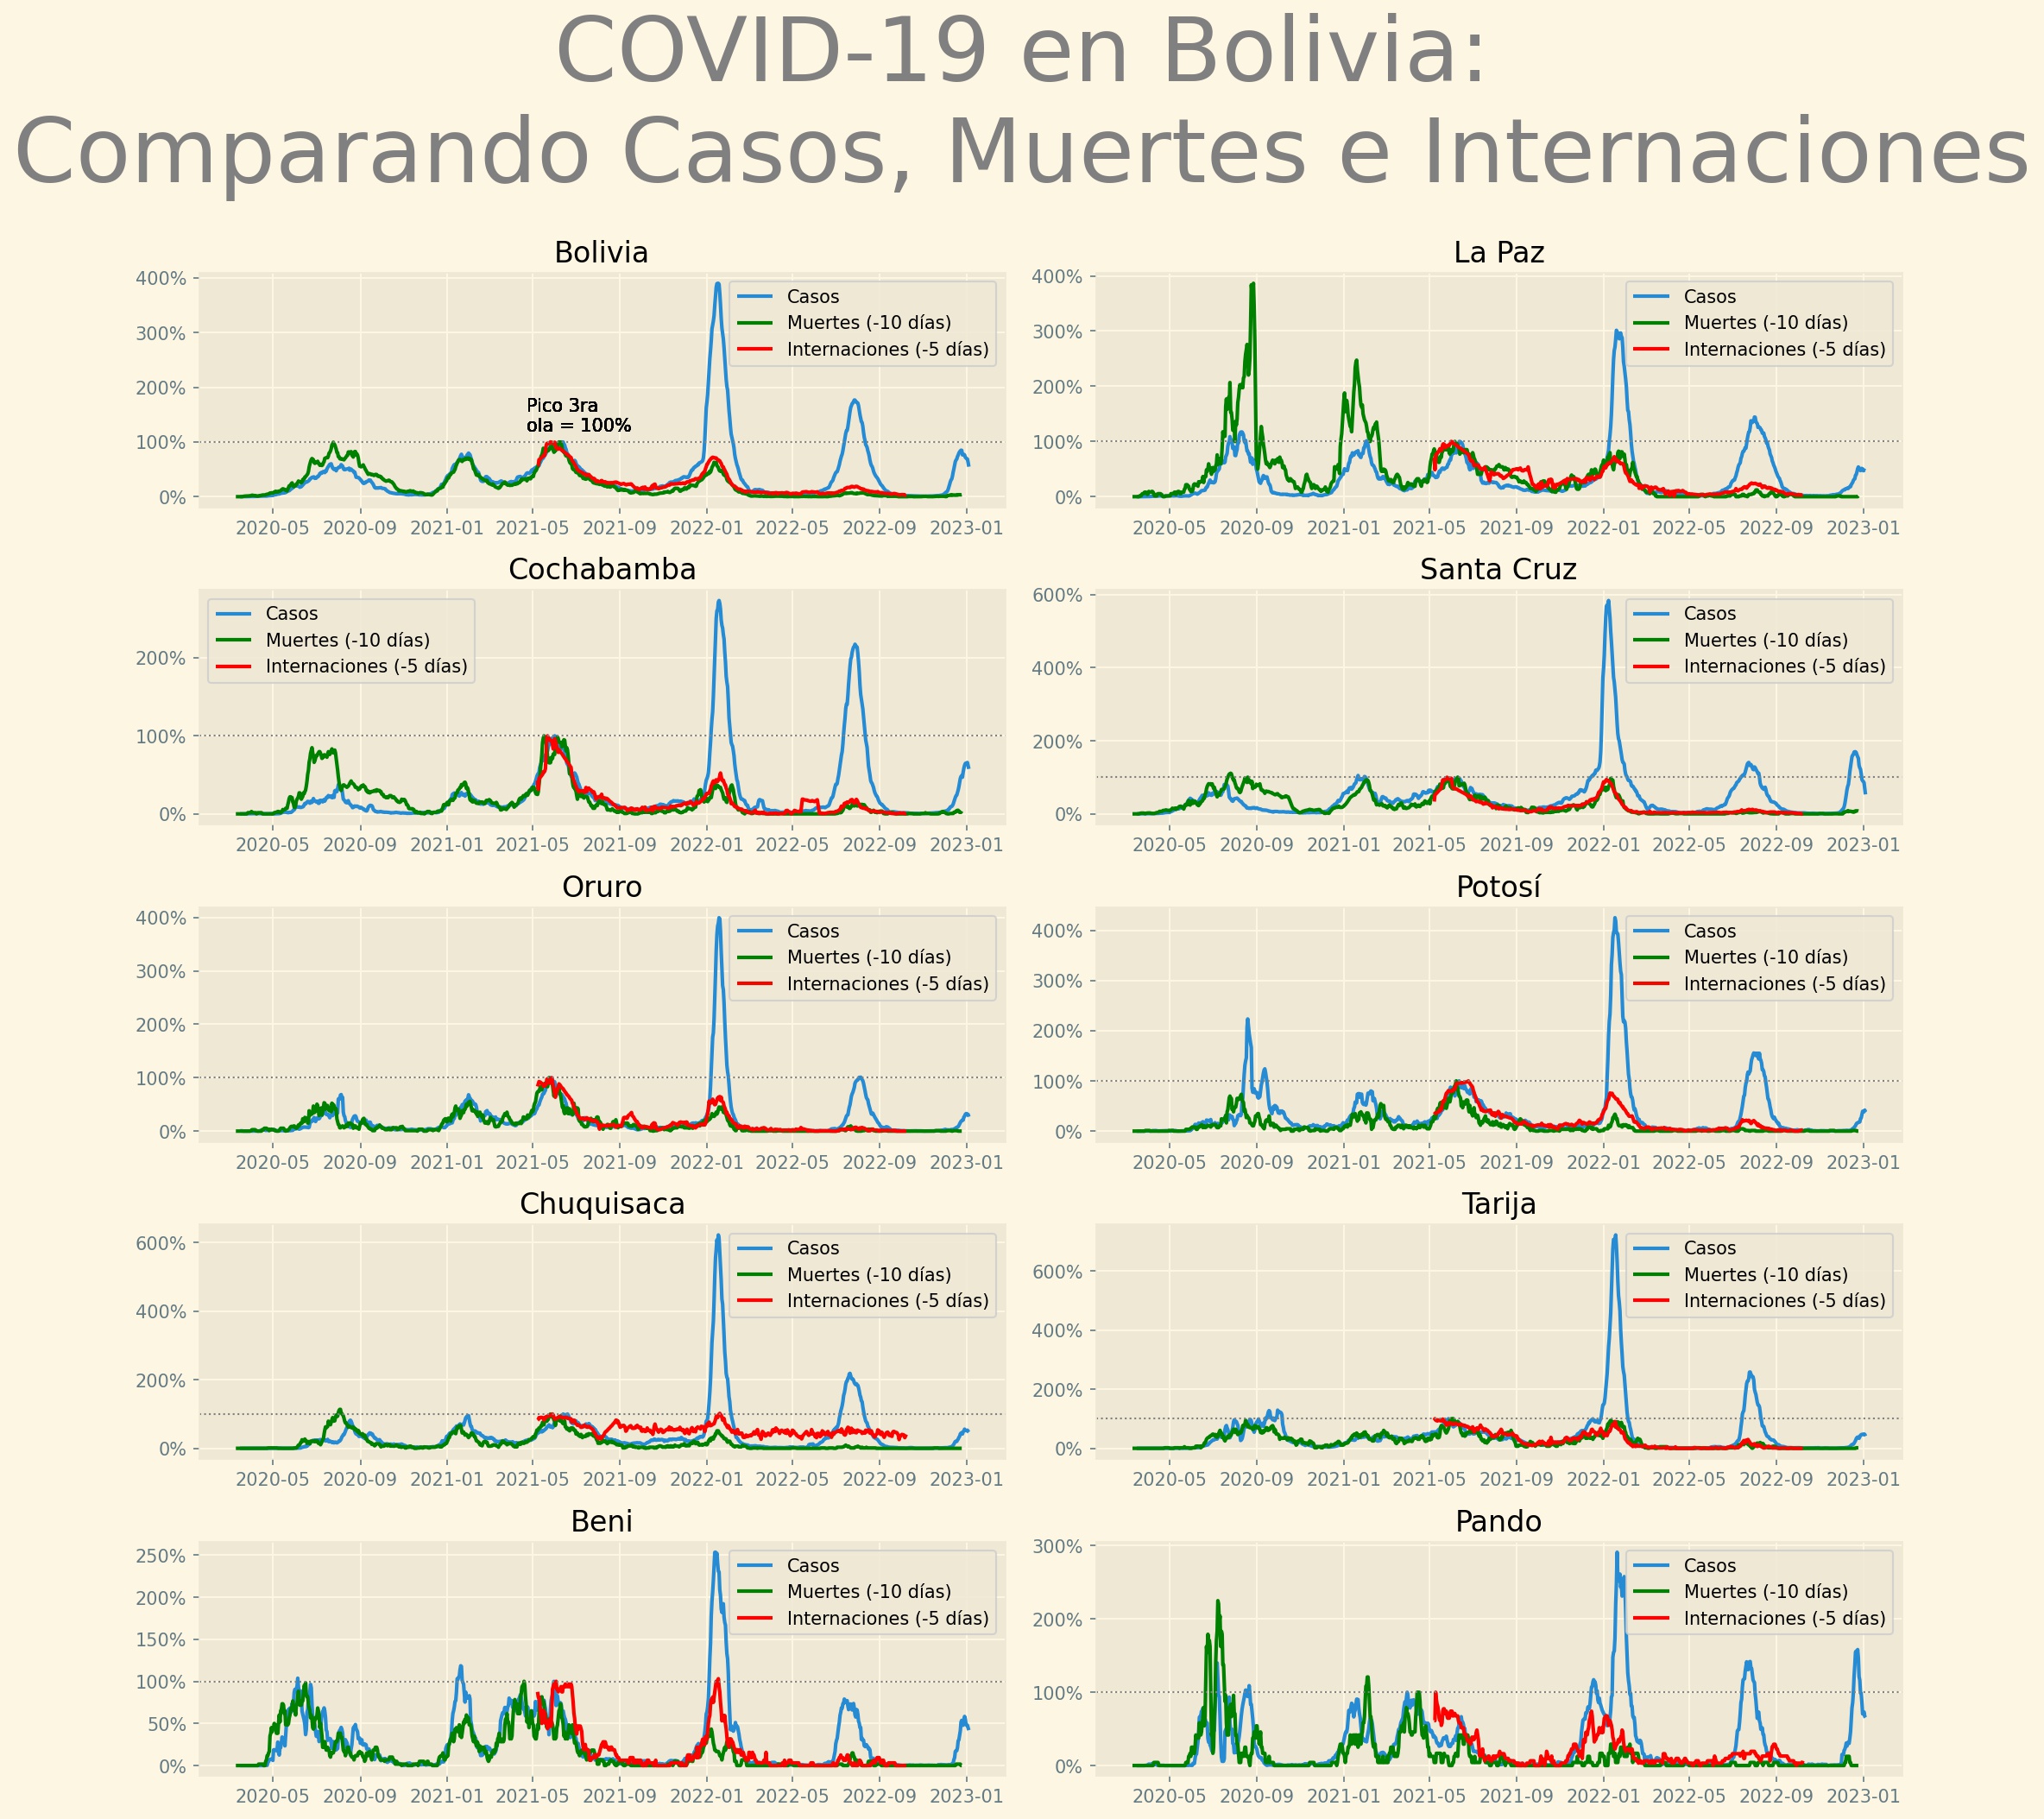 COVID-19 en Bolivia:
Comparando Casos, Muertes e Internaciones
Bolivia
400%
300%
200%
100%
0%
Pico 3ra
ola = 100%
Casos
Muertes (-10 días)
Internaciones (-5 días)
2020-05 2020-09 2021-01 2021-05 2021-09 2022-01 2022-05 2022-09 2023-01
La Paz
400%
300%
200%
100%
0%
Casos
Muertes (-10 días)
Internaciones (-5 días)
2020-05 2020-09 2021-01 2021-05 2021-09 2022-01 2022-05 2022-09 2023-01
Cochabamba
200%
100%
0%
Casos
Muertes (-10 días)
Internaciones (-5 días)
2020-05 2020-09 2021-01 2021-05 2021-09 2022-01 2022-05 2022-09 2023-01
Santa Cruz
600%
400%
200%
0%
Casos
Muertes (-10 días)
Internaciones (-5 días)
2020-05 2020-09 2021-01 2021-05 2021-09 2022-01 2022-05 2022-09 2023-01
Oruro
400%
300%
200%
100%
0%
Casos
Muertes (-10 días)
Internaciones (-5 días)
2020-05 2020-09 2021-01 2021-05 2021-09 2022-01 2022-05 2022-09 2023-01
Potosí
400%
300%
200%
100%
0%
Casos
Muertes (-10 días)
Internaciones (-5 días)
2020-05 2020-09 2021-01 2021-05 2021-09 2022-01 2022-05 2022-09 2023-01
Chuquisaca
600%
400%
200%
0%
Casos
Muertes (-10 días)
Internaciones (-5 días)
2020-05 2020-09 2021-01 2021-05 2021-09 2022-01 2022-05 2022-09 2023-01
Tarija
600%
400%
200%
0%
Casos
Muertes (-10 días)
Internaciones (-5 días)
2020-05 2020-09 2021-01 2021-05 2021-09 2022-01 2022-05 2022-09 2023-01
Beni
250%
200%
150%
100%
50%
0%
Casos
Muertes (-10 días)
Internaciones (-5 días)
2020-05 2020-09 2021-01 2021-05 2021-09 2022-01 2022-05 2022-09 2023-01
Pando
300%
200%
100%
0%
Casos
Muertes (-10 días)
Internaciones (-5 días)
2020-05 2020-09 2021-01 2021-05 2021-09 2022-01 2022-05 2022-09 2023-01